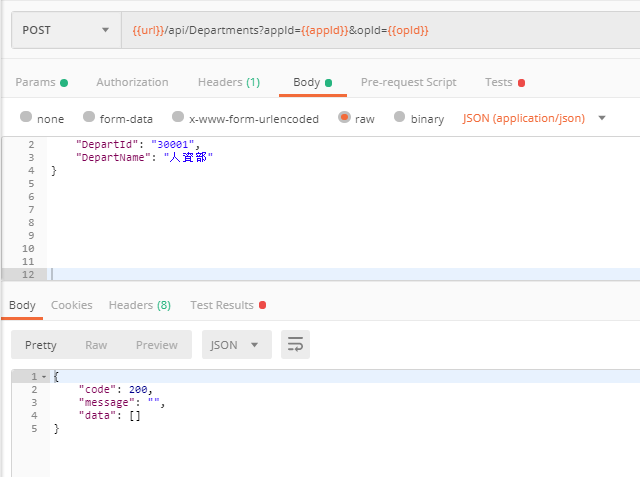 POST {{url}}/api/Departments?appId={{appId}}&opId={{opId}}
Params Authorization Headers (1) Body Pre-request Script Tests
none form-data x-www-form-urlencoded raw binary JSON (application/json)
2 "DepartId": "30001",
3 "DepartName": "人資部"
4 }
5
6
7
8
9
10
11
12
Body Cookies Headers (8) Test Results
Pretty Raw Preview JSON
1 {
2 "code": 200,
3 "message": "",
4 "data": []
5 }